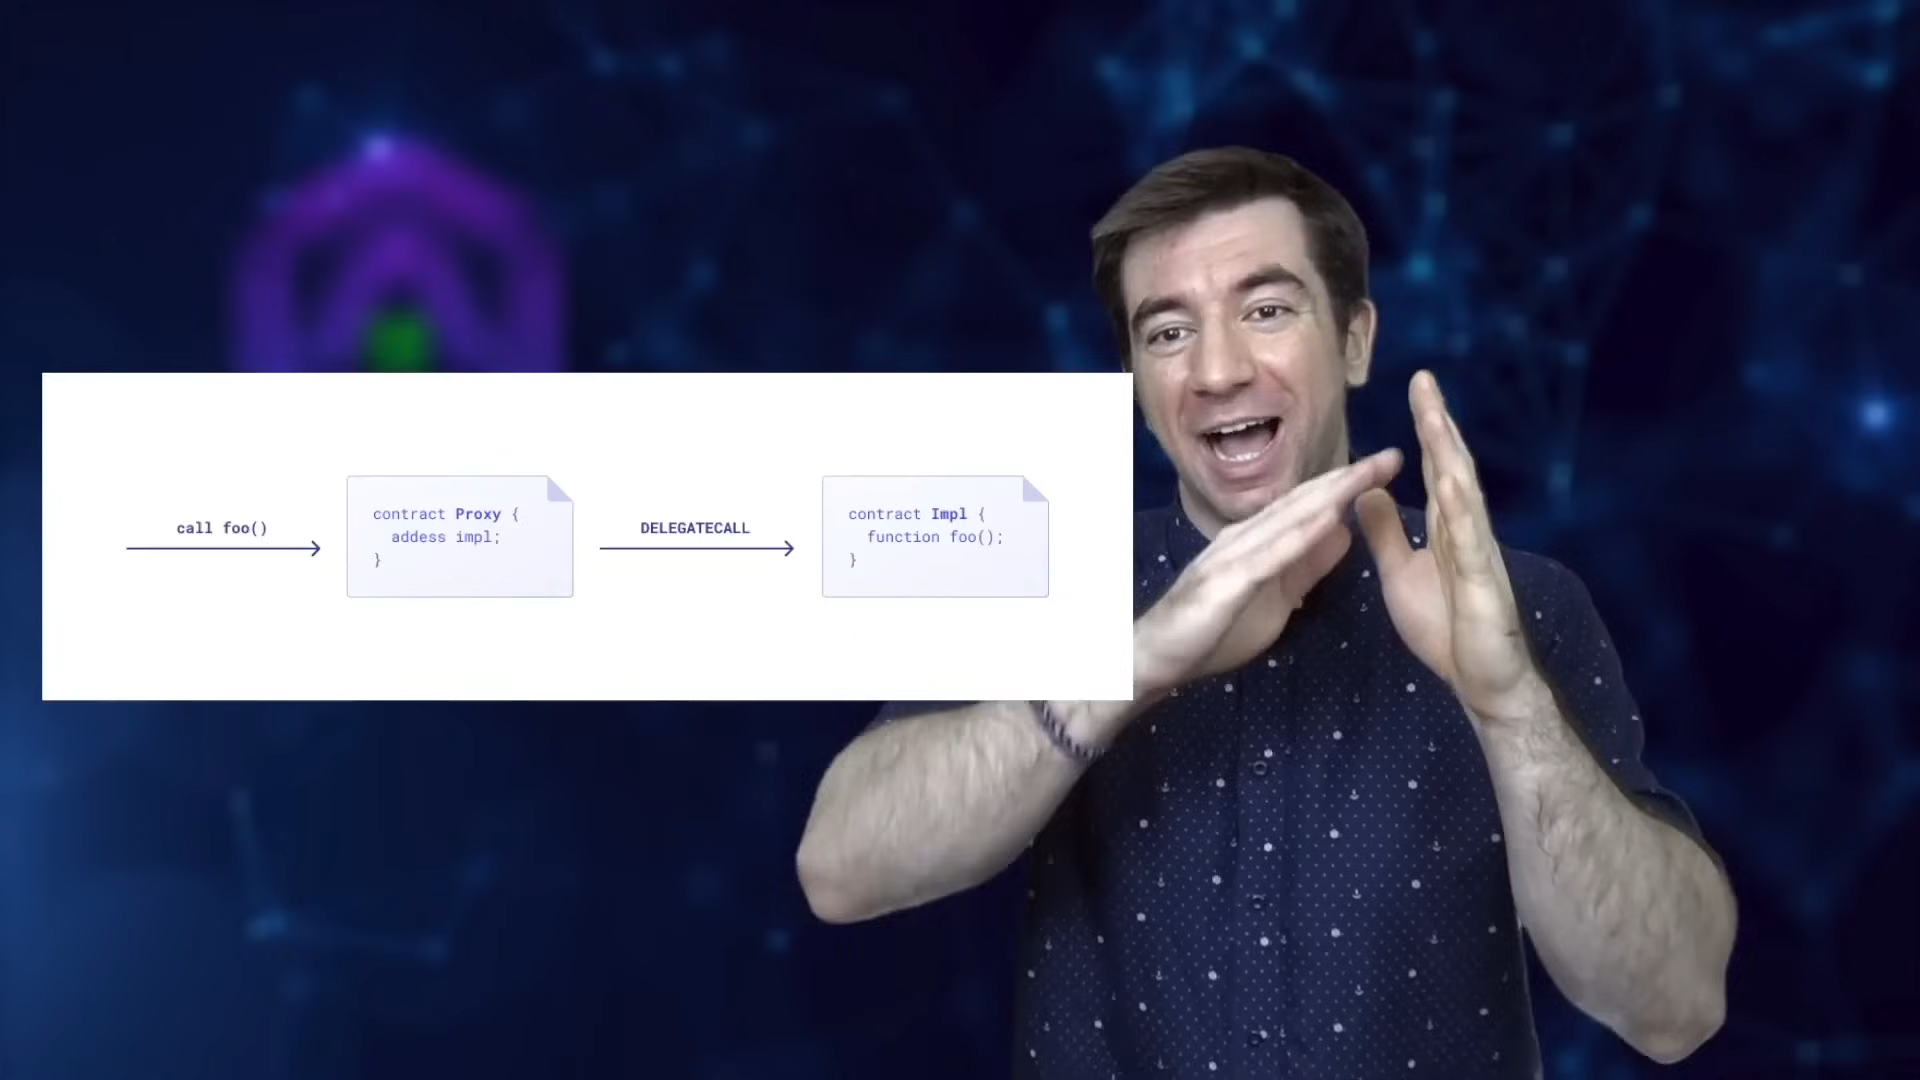 call foo()
contract Proxy {
addess impl;
}
DELEGATECALL
contract Impl {
function foo();
}